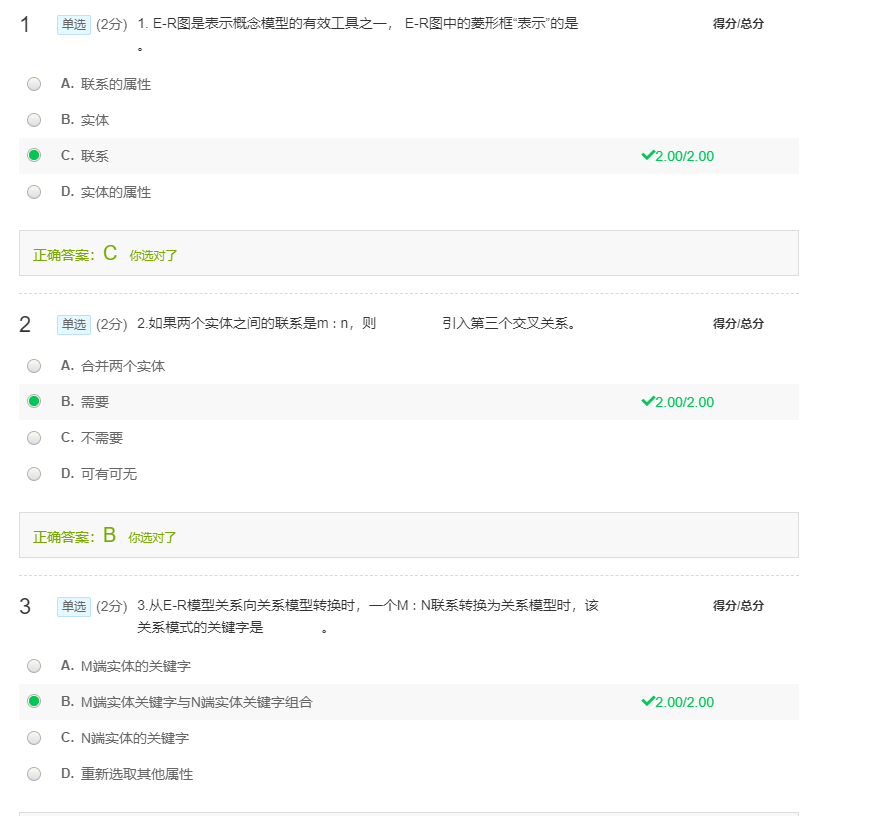 1 单选 (2分) 1. E-R图是表示概念模型的有效工具之一， E-R图中的菱形框“表示”的是 得分/总分
。
A. 联系的属性
B. 实体
C. 联系 2.00/2.00
D. 实体的属性
正确答案：C 你选对了
2 单选 (2分) 2.如果两个实体之间的联系是m : n，则 引入第三个交叉关系。 得分/总分
A. 合并两个实体
B. 需要 2.00/2.00
C. 不需要
D. 可有可无
正确答案：B 你选对了
3 单选 (2分) 3.从E-R模型关系向关系模型转换时，一个M : N联系转换为关系模型时，该 得分/总分
关系模式的关键字是 。
A. M端实体的关键字
B. M端实体关键字与N端实体关键字组合 2.00/2.00
C. N端实体的关键字
D. 重新选取其他属性